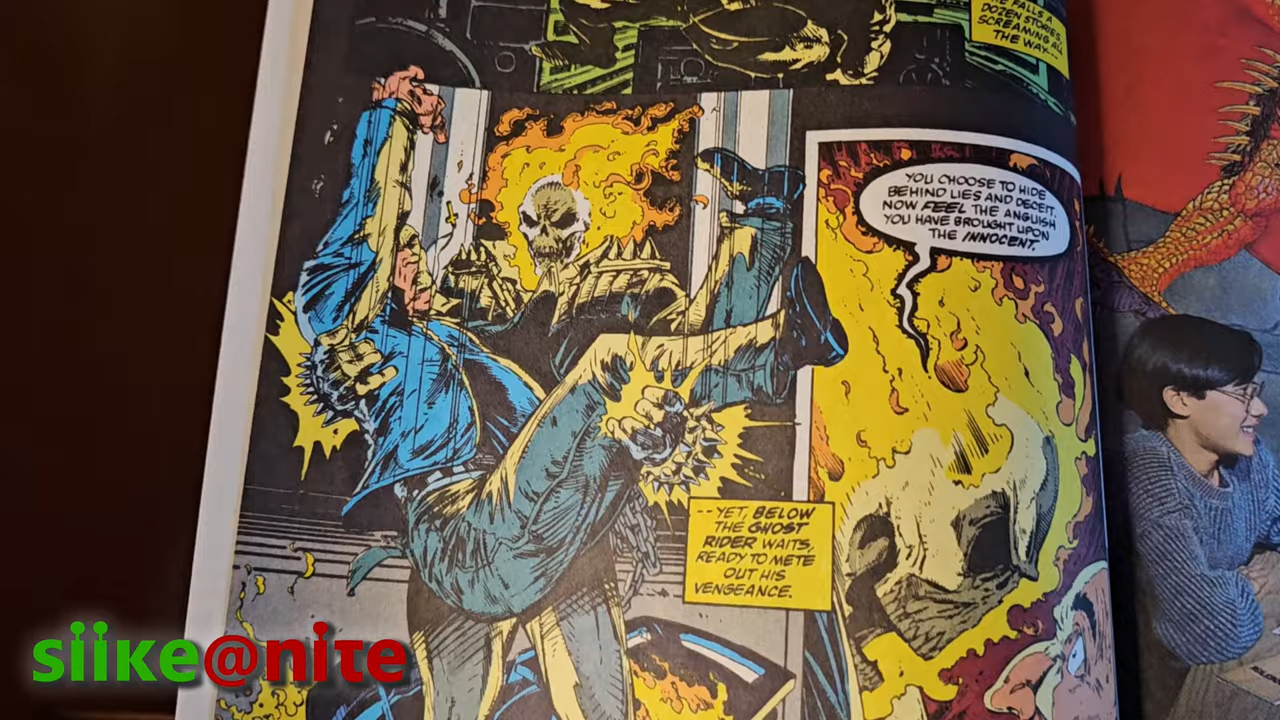 HE FALLS A
DOZEN STORIES,
SCREAMING ALL
THE WAY--
YOU CHOOSE TO HIDE
BEHIND LIES AND DECEIT.
NOW FEEL THE ANGUISH
YOU HAVE BROUGHT UPON
THE INNOCENT.
--YET, BELOW
THE GHOST
RIDER WAITS,
READY TO METE
OUT HIS
VENGEANCE.
siike@nite